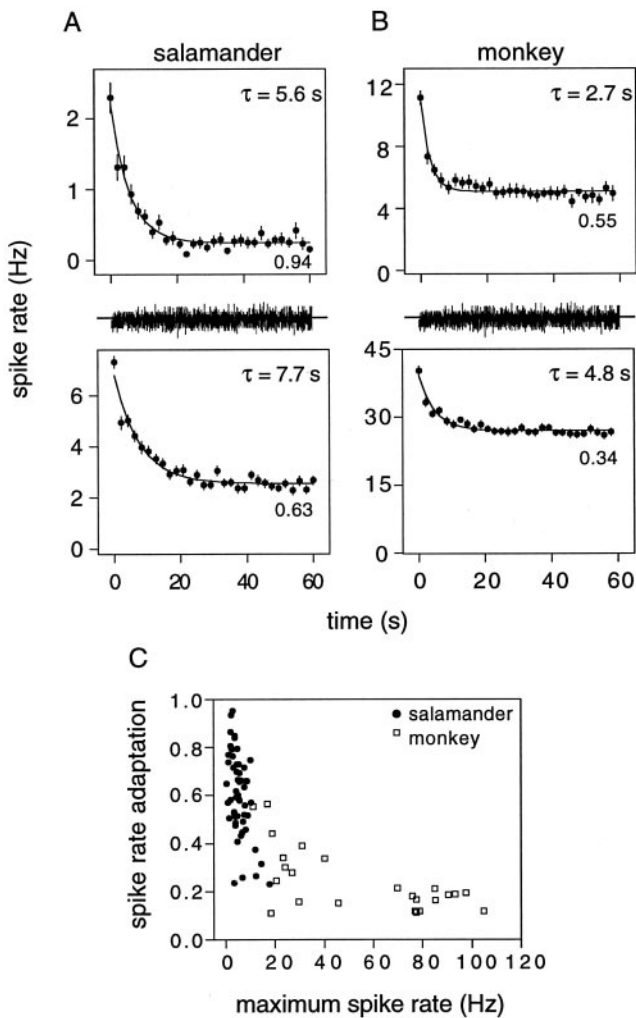 A
salamander
B
monkey
τ = 5.6 s
2
1
0
0.94
τ = 2.7 s
12
9
6
3
0
0.55
spike rate (Hz)
τ = 7.7 s
6
4
2
0
0.63
0 20 40 60
τ = 4.8 s
45
30
15
0
0.34
0 20 40 60
time (s)
C
spike rate adaptation
1.0
0.8
0.6
0.4
0.2
0.0
salamander
monkey
0 20 40 60 80 100 120
maximum spike rate (Hz)